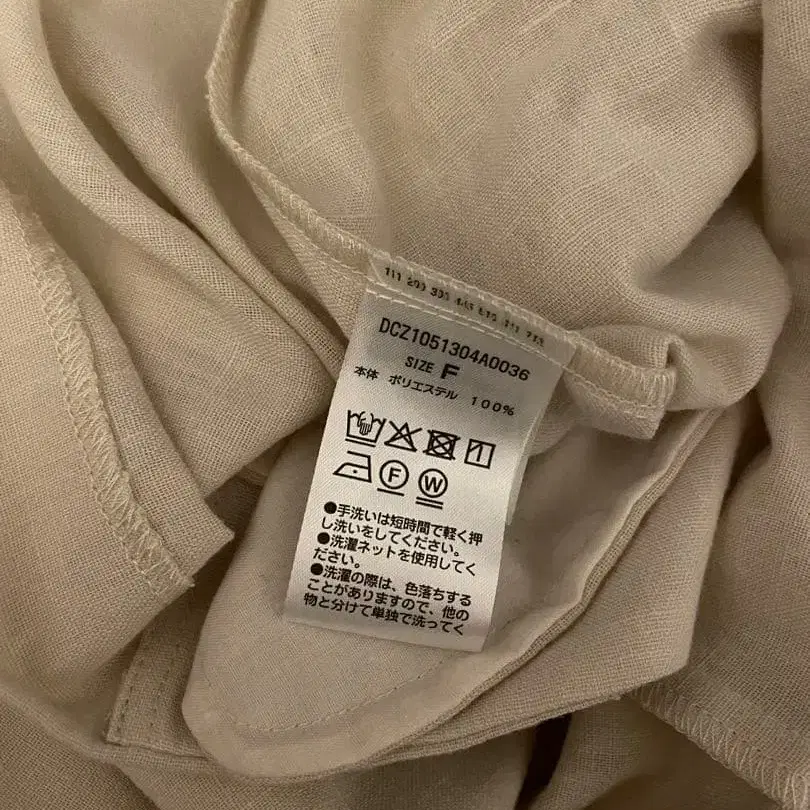 DCZ1051304A0036
SIZE F
本体 ポリエステル 100%
F W
●手洗いは短時間で軽く押
し洗いをしてください。
●洗濯ネットを使用してく
ださい。
●洗濯の際は、色落ちする
ことがありますので、他の
物と分けて単独で洗ってく